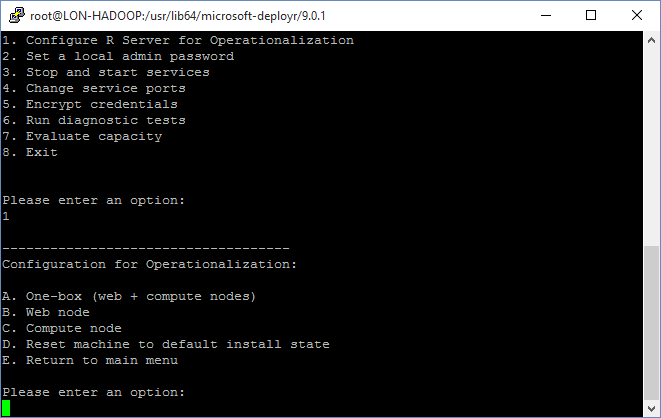 root@LON-HADOOP:/usr/lib64/microsoft-deployr/9.0.1
1. Configure R Server for Operationalization
2. Set a local admin password
3. Stop and start services
4. Change service ports
5. Encrypt credentials
6. Run diagnostic tests
7. Evaluate capacity
8. Exit
Please enter an option:
1
------------------------------------
Configuration for Operationalization:
A. One-box (web + compute nodes)
B. Web node
C. Compute node
D. Reset machine to default install state
E. Return to main menu
Please enter an option: